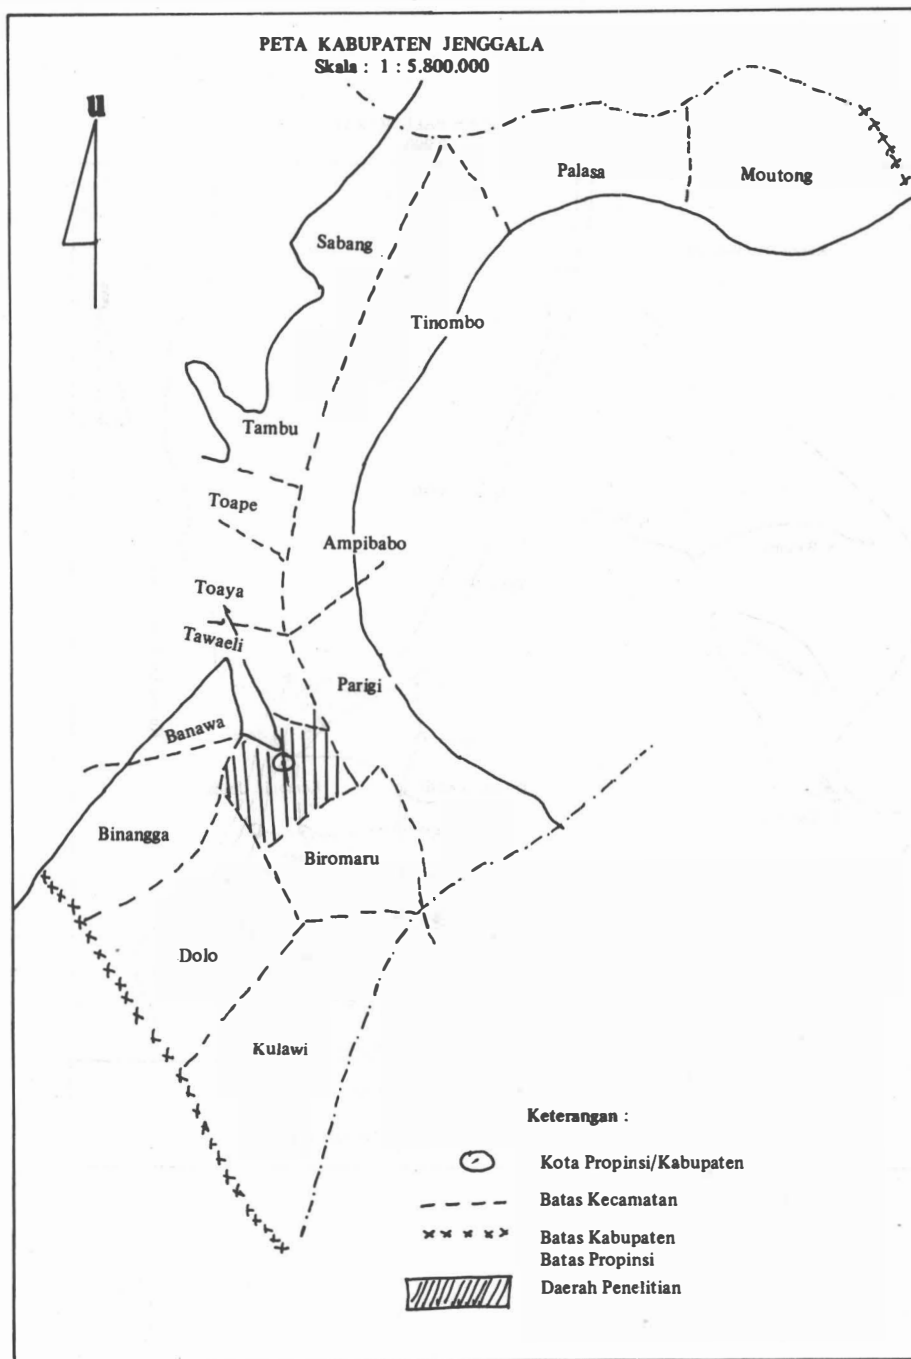 PETA KABUPATEN JENGGALA
Skala : 1 : 5.800.000
u
Palasa
Moutong
Sabang
Tinombo
Tambu
Toape
Ampibabo
Toaya
Tawaeli
Parigi
Banawa
Binangga
Biromaru
Dolo
Kulawi
Keterangan :
Kota Propinsi/Kabupaten
Batas Kecamatan
Batas Kabupaten
Batas Propinsi
Daerah Penelitian